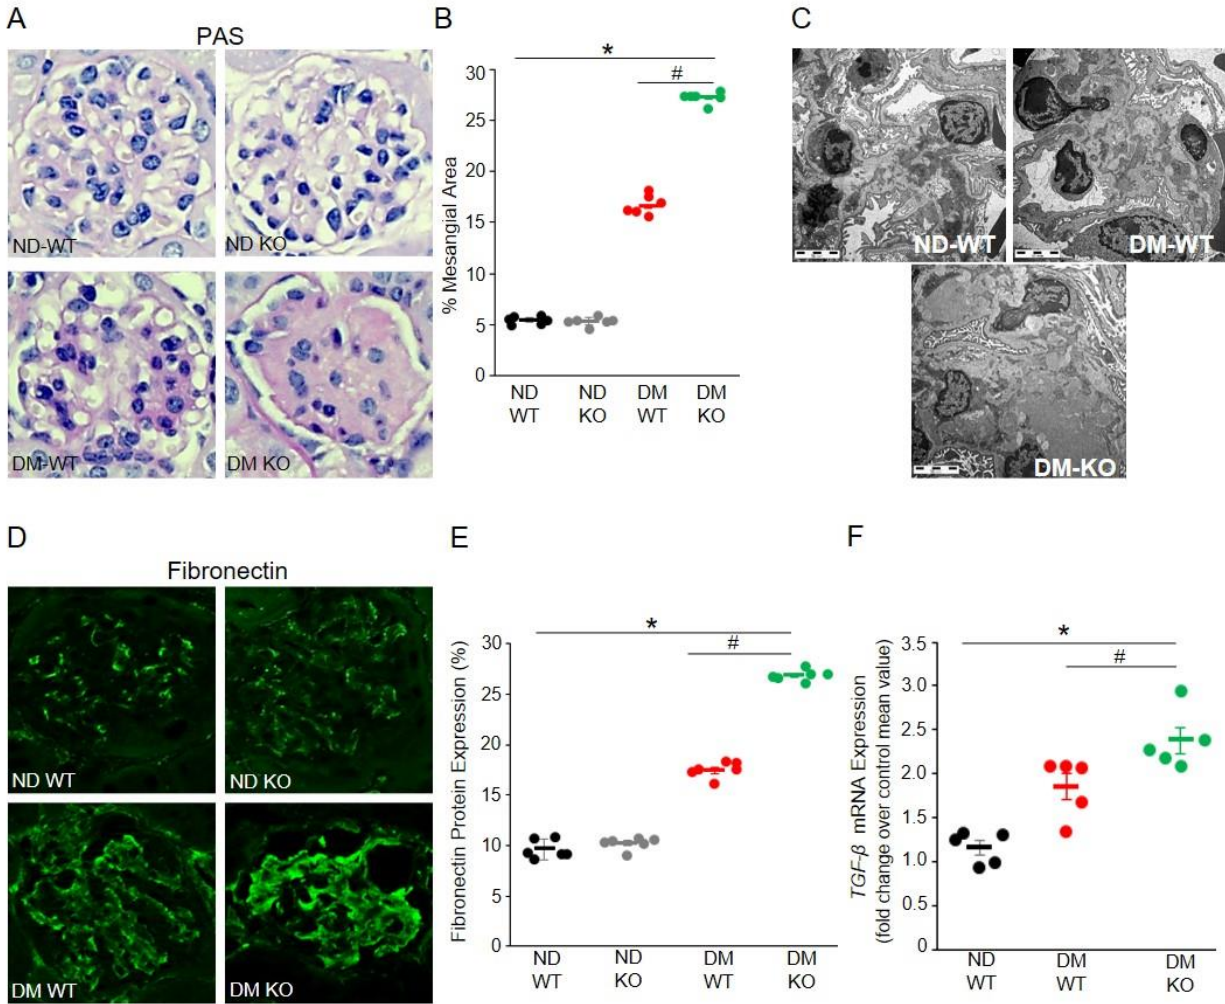 A
PAS
ND-WT
ND KO
DM-WT
DM KO
B
*
#
% Mesangial Area
30
25
20
15
10
5
0
ND WT
ND KO
DM WT
DM KO
C
ND-WT
DM-WT
DM-KO
D
Fibronectin
ND WT
ND KO
DM WT
DM KO
E
*
#
Fibronectin Protein Expression (%)
30
25
20
15
10
5
0
ND WT
ND KO
DM WT
DM KO
F
*
#
TGF-β mRNA Expression
(fold change over control mean value)
3.5
3.0
2.5
2.0
1.5
1.0
0.5
0
ND WT
DM WT
DM KO